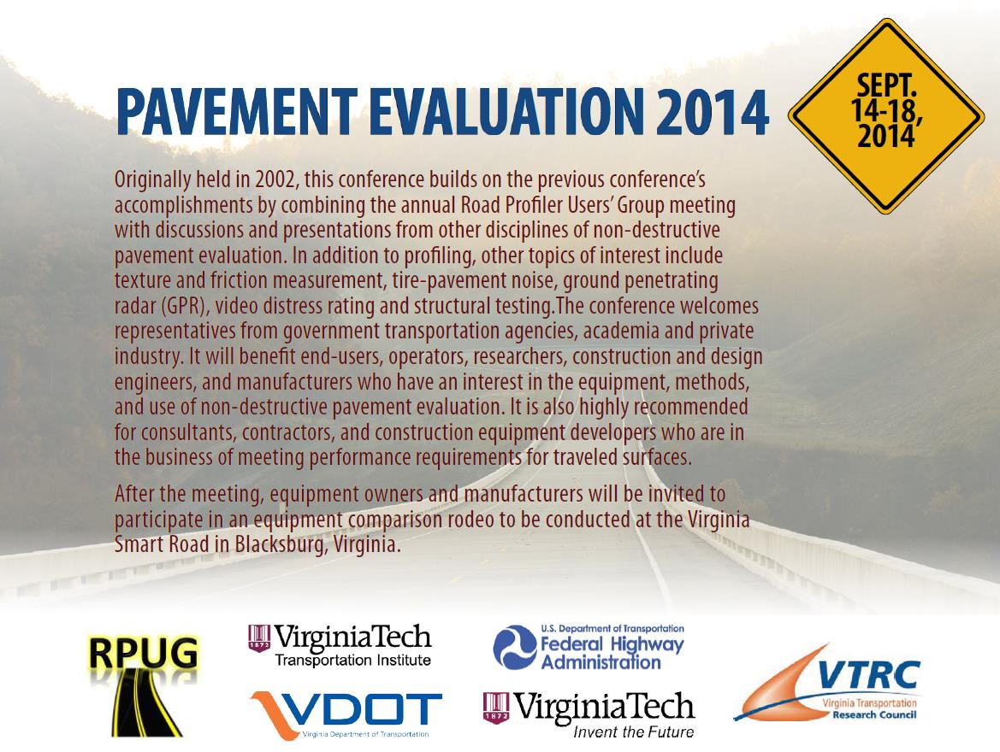 PAVEMENT EVALUATION 2014
SEPT.
14-18,
2014
Originally held in 2002, this conference builds on the previous conference's
accomplishments by combining the annual Road Profiler Users' Group meeting
with discussions and presentations from other disciplines of non-destructive
pavement evaluation. In addition to profiling, other topics of interest include
texture and friction measurement, tire-pavement noise, ground penetrating
radar (GPR), video distress rating and structural testing.The conference welcomes
representatives from government transportation agencies, academia and private
industry. It will benefit end-users, operators, researchers, construction and design
engineers, and manufacturers who have an interest in the equipment, methods,
and use of non-destructive pavement evaluation. It is also highly recommended
for consultants, contractors, and construction equipment developers who are in
the business of meeting performance requirements for traveled surfaces.
After the meeting, equipment owners and manufacturers will be invited to
participate in an equipment comparison rodeo to be conducted at the Virginia
Smart Road in Blacksburg, Virginia.
RPUG
1872
VirginiaTech
Transportation Institute
U.S. Department of Transportation
Federal Highway
Administration
VDOT
Virginia Department of Transportation
1872
VirginiaTech
Invent the Future
VTRC
Virginia Transportation
Research Council